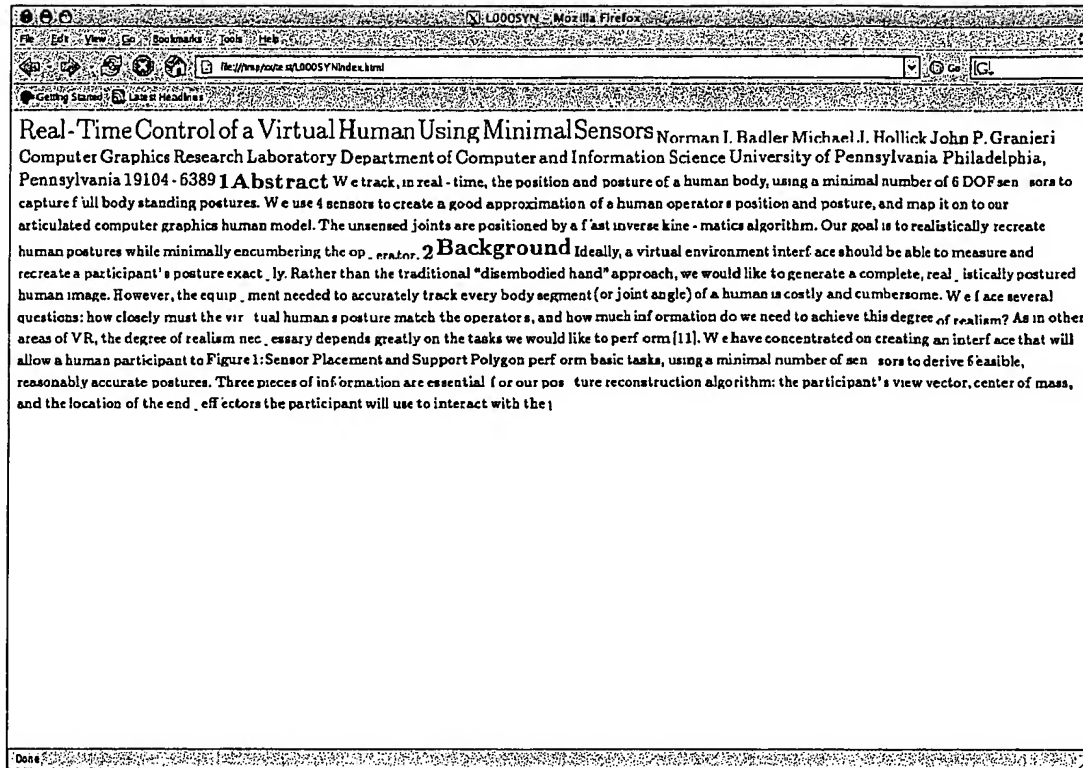 L000SYN - Mozilla Firefox
File Edit View Go Bookmarks Tools Help
Go G.
Getting Started Latest Headlines
Real-Time Control of a Virtual Human Using Minimal Sensors Norman I. Badler Michael J. Hollick John P. Granieri
Computer Graphics Research Laboratory Department of Computer and Information Science University of Pennsylvania Philadelphia,
Pennsylvania 19104 - 6389 1 Abstract We track, in real - time, the position and posture of a human body, using a minimal number of 6 DOF sen sors to
capture full body standing postures. We use 4 sensors to create a good approximation of a human operators position and posture, and map it on to our
articulated computer graphics human model. The unsensed joints are positioned by a fast inverse kine - matics algorithm. Our goal is to realistically recreate
human postures while minimally encumbering the op - erator. 2 Background Ideally, a virtual environment interface should be able to measure and
recreate a participant's posture exact - ly. Rather than the traditional "disembodied hand" approach, we would like to generate a complete, real - istically postured
human image. However, the equip - ment needed to accurately track every body segment (or joint angle) of a human is costly and cumbersome. We face several
questions: how closely must the vir tual humans posture match the operators, and how much information do we need to achieve this degree of realism? As in other
areas of VR, the degree of realism nec - essary depends greatly on the tasks we would like to perform [11]. We have concentrated on creating an interface that will
allow a human participant to Figure 1: Sensor Placement and Support Polygon perform basic tasks, using a minimal number of sen sors to derive feasible,
reasonably accurate postures. Three pieces of information are essential for our pos ture reconstruction algorithm: the participant's view vector, center of mass,
and the location of the end - effectors the participant will use to interact with the
Done